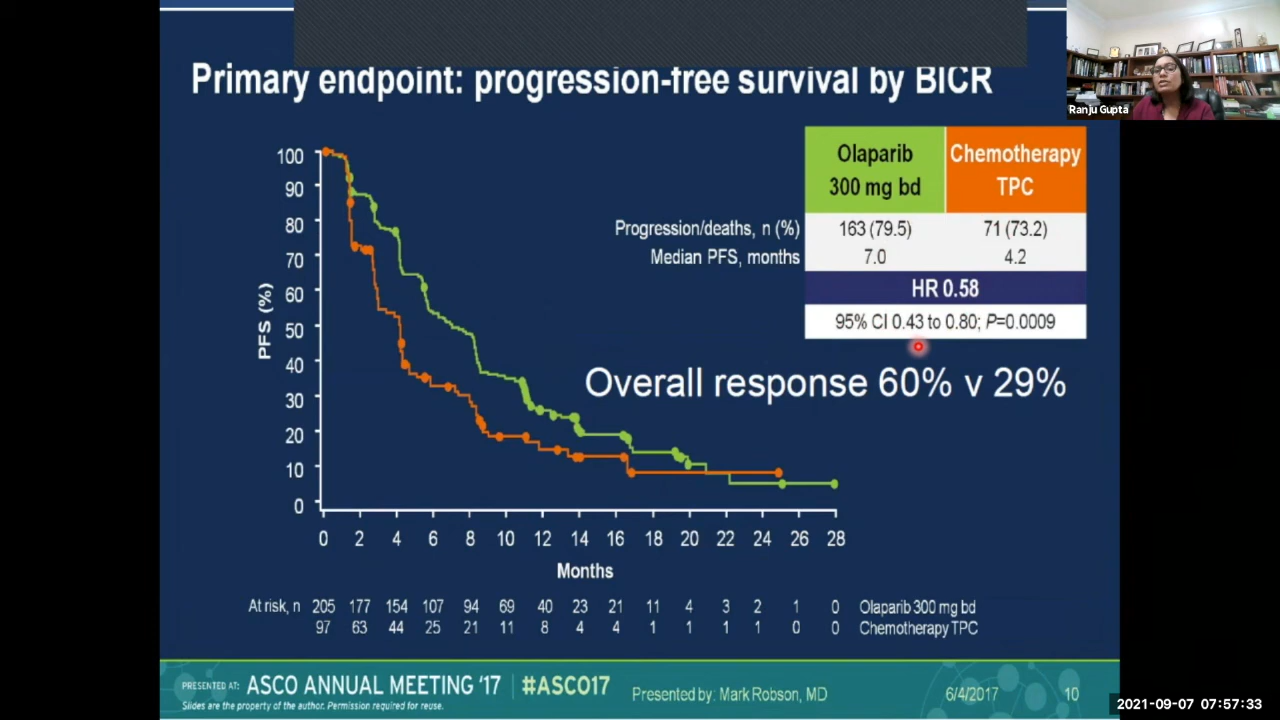 Primary endpoint: progression-free survival by BICR
Ranju Gupta
Olaparib
300 mg bd
Chemotherapy
TPC
Progression/deaths, n (%) 163 (79.5) 71 (73.2)
Median PFS, months 7.0 4.2
HR 0.58
95% CI 0.43 to 0.80; P=0.0009
Overall response 60% v 29%
PFS (%)
100
90
80
70
60
50
40
30
20
10
0
0 2 4 6 8 10 12 14 16 18 20 22 24 26 28
Months
At risk, n 205 177 154 107 94 69 40 23 21 11 4 3 2 1 0 Olaparib 300 mg bd
97 63 44 25 21 11 8 4 4 1 1 1 1 0 0 Chemotherapy TPC
PRESENTED AT: ASCO ANNUAL MEETING '17 #ASCO17 Presented by: Mark Robson, MD 6/4/2017 10
Slides are the property of the author. Permission required for reuse.
2021-09-07 07:57:33